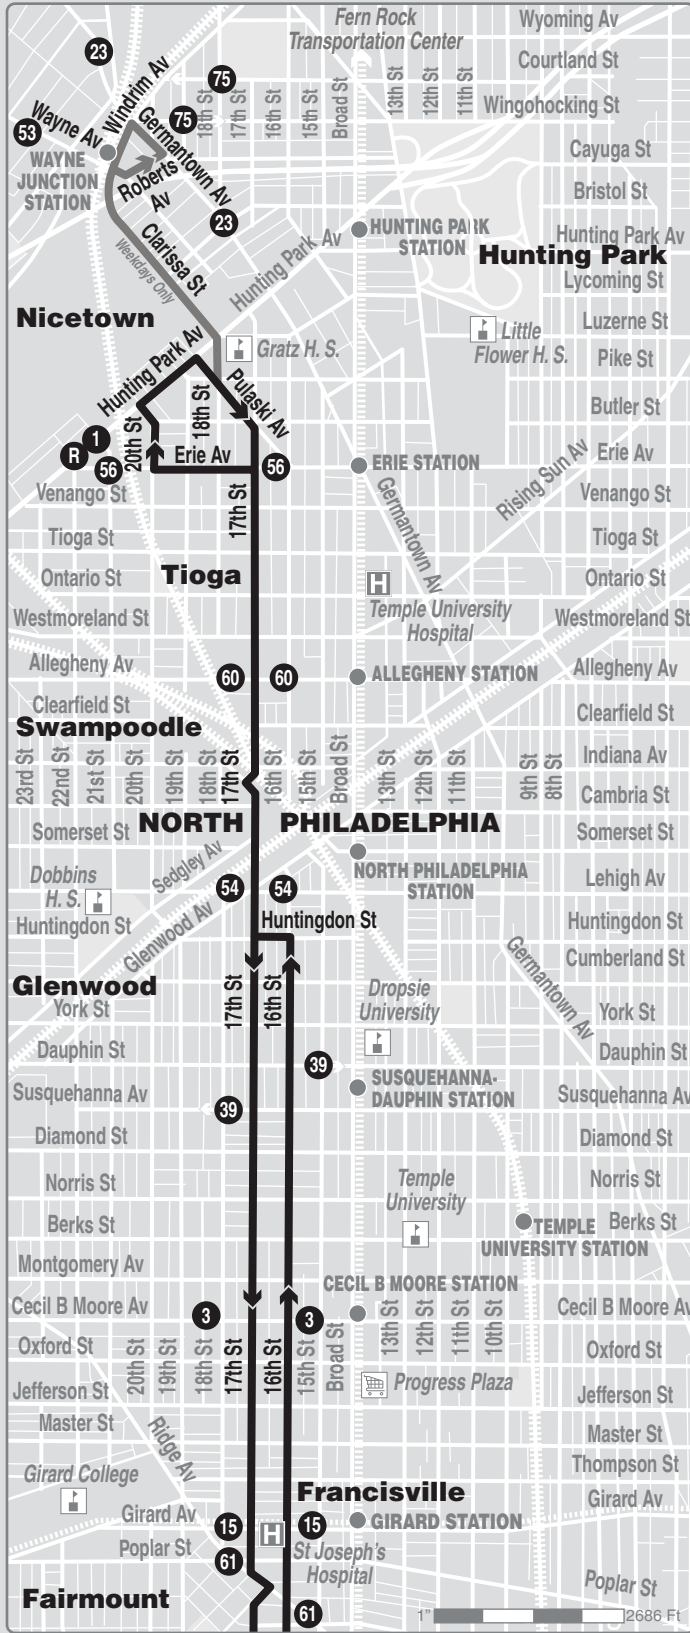 Fern Rock
Transportation Center
Wyoming Av
23
Courtland St
Windrim Av
75
18th St
17th St
16th St
15th St
Broad St
13th St
12th St
11th St
Wingohocking St
Wayne Av
53
75
Germantown Av
WAYNE
JUNCTION
STATION
Cayuga St
Roberts
Av
Bristol St
23
HUNTING PARK
STATION
Hunting Park Av
Hunting Park
Clarissa St
Weekdays Only
Hunting Park Av
Lycoming St
Nicetown
Luzerne St
Gratz H. S.
Little
Flower H. S.
Pike St
Hunting Park Av
18th St
Pulaski Av
Butler St
20th St
1
R
56
Erie Av
56
ERIE STATION
Rising Sun Av
Erie Av
Venango St
17th St
Germantown Av
Venango St
Tioga St
Tioga St
Tioga
Ontario St
Ontario St
Westmoreland St
Temple University
Hospital
H
Westmoreland St
Allegheny Av
60
60
ALLEGHENY STATION
Allegheny Av
Clearfield St
Clearfield St
Swampoodle
23rd St
22nd St
21st St
20th St
19th St
18th St
17th St
16th St
15th St
Broad St
13th St
12th St
11th St
9th St
8th St
Indiana Av
Cambria St
Somerset St
NORTH PHILADELPHIA
Somerset St
Sedgley Av
Dobbins
H. S.
NORTH PHILADELPHIA
STATION
Lehigh Av
54
54
Huntingdon St
Glenwood Av
Huntingdon St
Huntingdon St
Germantown Av
Cumberland St
Glenwood
17th St
16th St
Dropsie
University
York St
York St
Dauphin St
Dauphin St
39
SUSQUEHANNA-
DAUPHIN STATION
Susquehanna Av
Susquehanna Av
39
Diamond St
Diamond St
Norris St
Temple
University
Norris St
Berks St
TEMPLE
UNIVERSITY STATION
Berks St
Montgomery Av
CECIL B MOORE STATION
Cecil B Moore Av
3
3
Cecil B Moore Av
Oxford St
20th St
19th St
18th St
17th St
16th St
15th St
Broad St
13th St
12th St
11th St
10th St
Oxford St
Jefferson St
Progress Plaza
Jefferson St
Master St
Ridge Av
Master St
Girard College
Thompson St
Francisville
Girard Av
Girard Av
15
H
15
GIRARD STATION
Poplar St
61
St Joseph's
Hospital
Poplar St
Fairmount
61
1"
2686 Ft